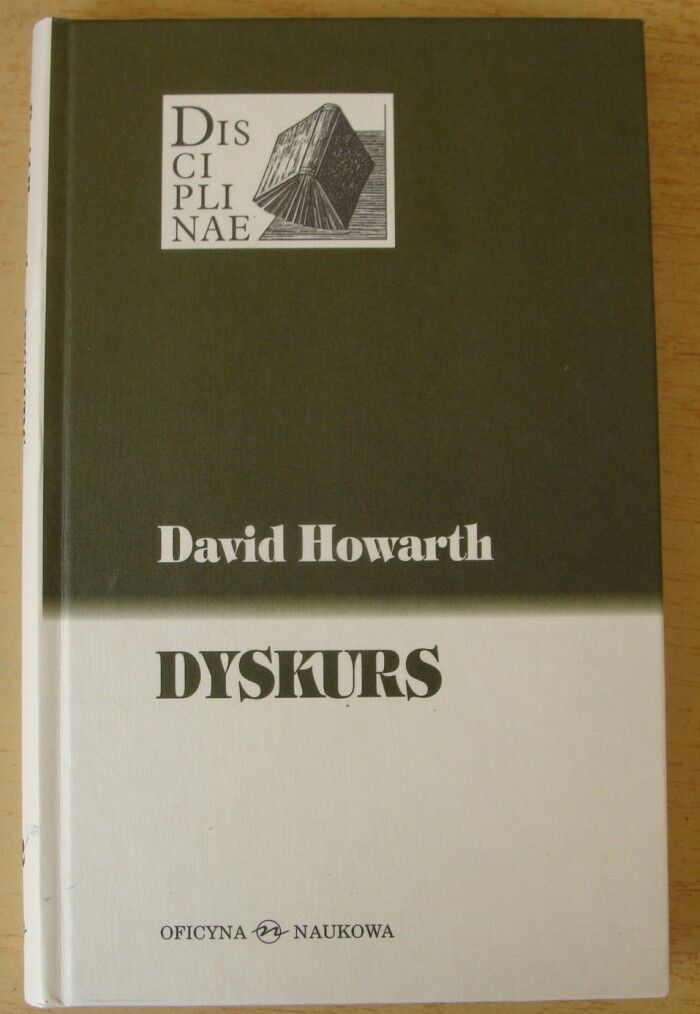 DIS
CI
PLI
NAE
David Howarth
DYSKURS
OFICYNA NAUKOWA